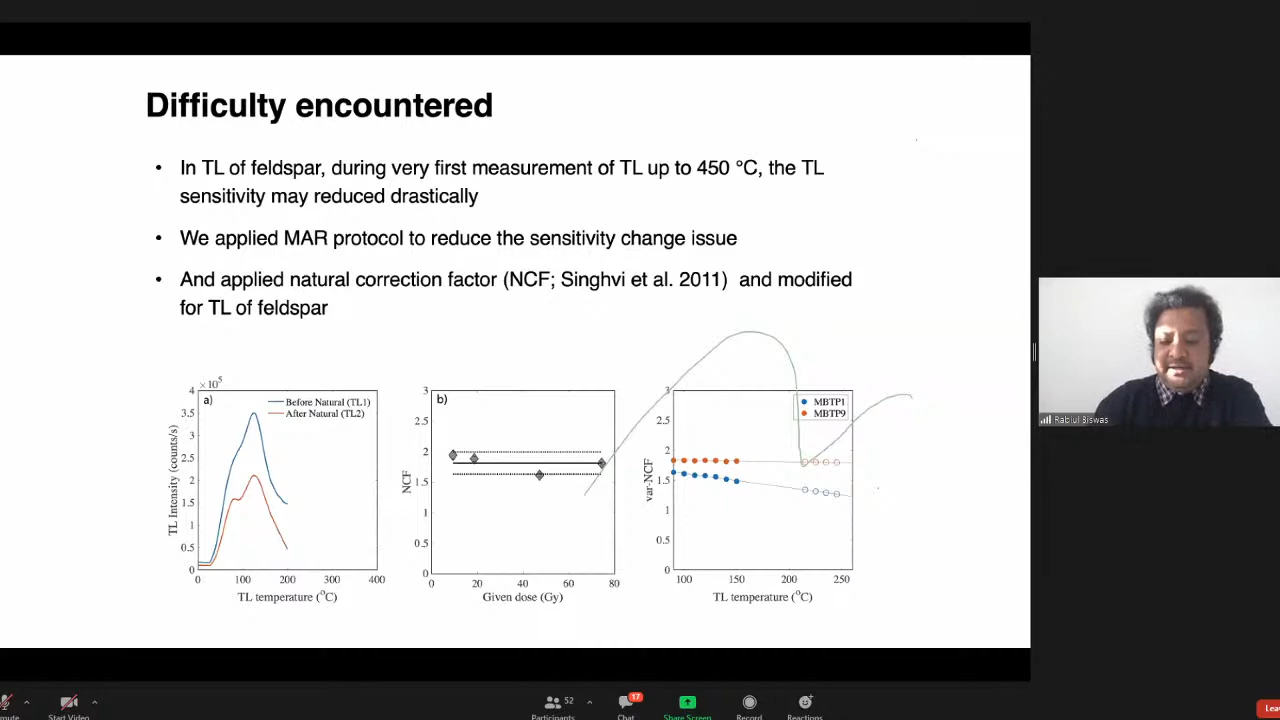 Difficulty encountered
• In TL of feldspar, during very first measurement of TL up to 450 °C, the TL
sensitivity may reduced drastically
• We applied MAR protocol to reduce the sensitivity change issue
• And applied natural correction factor (NCF; Singhvi et al. 2011) and modified
for TL of feldspar
× 10⁵
a)
Before Natural (TL1)
After Natural (TL2)
4
3.5
3
2.5
2
1.5
1
0.5
0
TL Intensity (counts/s)
0 100 200 300 400
TL temperature (°C)
b)
3
2.5
2
1.5
1
0.5
0
NCF
0 20 40 60 80
Given dose (Gy)
MBTP1
MBTP9
3
2.5
2
1.5
1
0.5
0
var-NCF
100 150 200 250
TL temperature (°C)
Rabiul Biswas
mute
Start Video
52
Participants
17
Chat
Share Screen
Record
Reactions
Lea